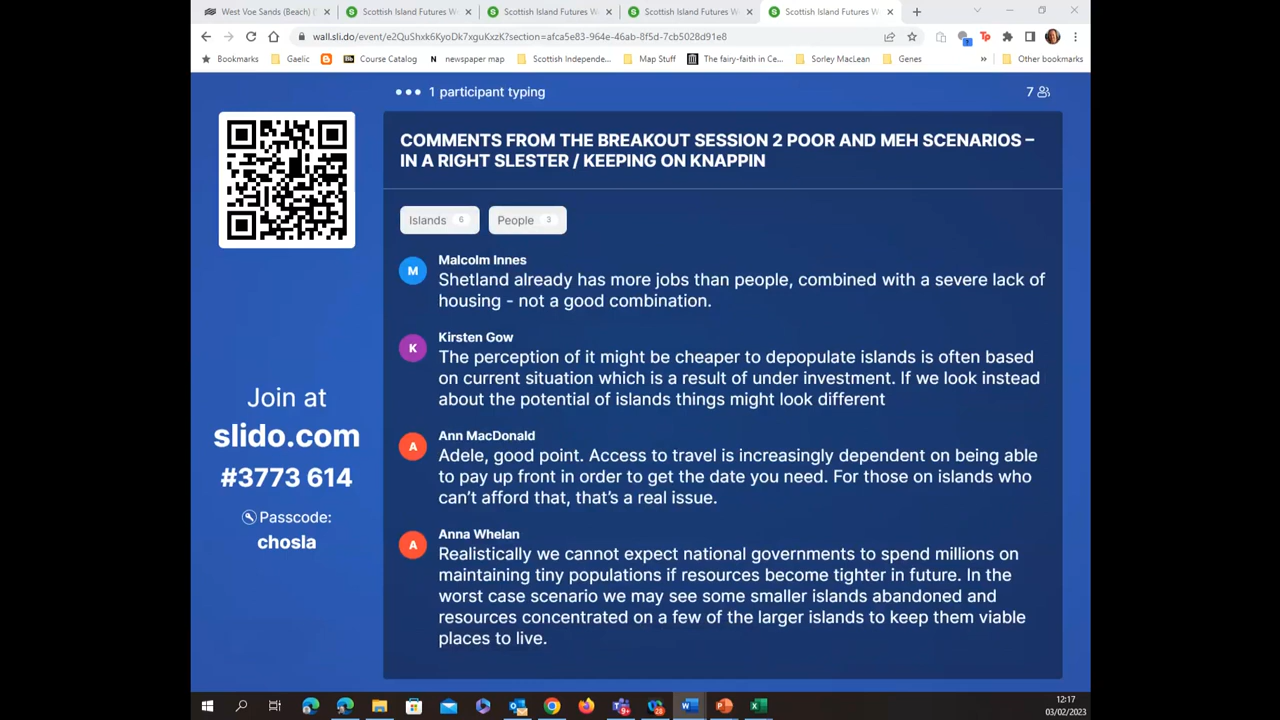 West Voe Sands (Beach)
Scottish Island Futures W
Scottish Island Futures W
Scottish Island Futures W
Scottish Island Futures W
wall.sli.do/event/e2QuShxk6KyoDk7xguKxzK?section=afca5e83-964e-46ab-8f5d-7cb5028d91e8
Bookmarks Gaelic Course Catalog newspaper map Scottish Independe... Map Stuff The fairy-faith in Ce... Sorley MacLean Genes » Other bookmarks
1 participant typing
7
COMMENTS FROM THE BREAKOUT SESSION 2 POOR AND MEH SCENARIOS –
IN A RIGHT SLESTER / KEEPING ON KNAPPIN
Islands 6 People 3
M
Malcolm Innes
Shetland already has more jobs than people, combined with a severe lack of
housing - not a good combination.
K
Kirsten Gow
The perception of it might be cheaper to depopulate islands is often based
on current situation which is a result of under investment. If we look instead
about the potential of islands things might look different
A
Ann MacDonald
Adele, good point. Access to travel is increasingly dependent on being able
to pay up front in order to get the date you need. For those on islands who
can't afford that, that's a real issue.
A
Anna Whelan
Realistically we cannot expect national governments to spend millions on
maintaining tiny populations if resources become tighter in future. In the
worst case scenario we may see some smaller islands abandoned and
resources concentrated on a few of the larger islands to keep them viable
places to live.
Join at
slido.com
#3773 614
Passcode:
chosla
12:17
03/02/2023